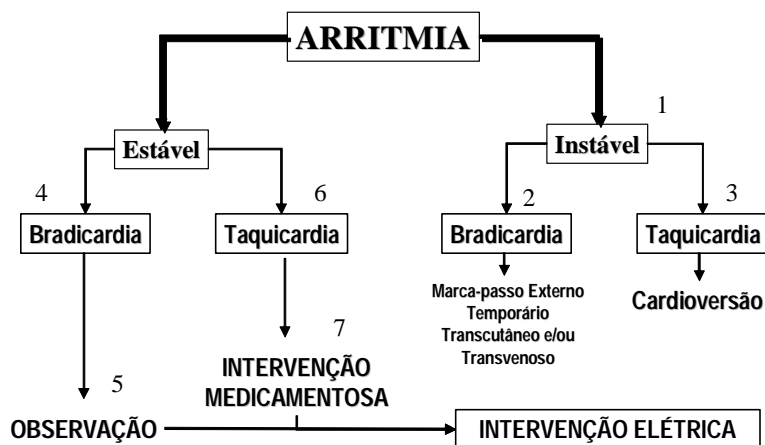 ARRITMIA
1
Estável
Instável
4
6
2
3
Bradicardia
Taquicardia
Bradicardia
Taquicardia
Marca-passo Externo
Temporário
Transcutâneo e/ou
Transvenoso
Cardioversão
7
INTERVENÇÃO
MEDICAMENTOSA
5
OBSERVAÇÃO
INTERVENÇÃO ELÉTRICA